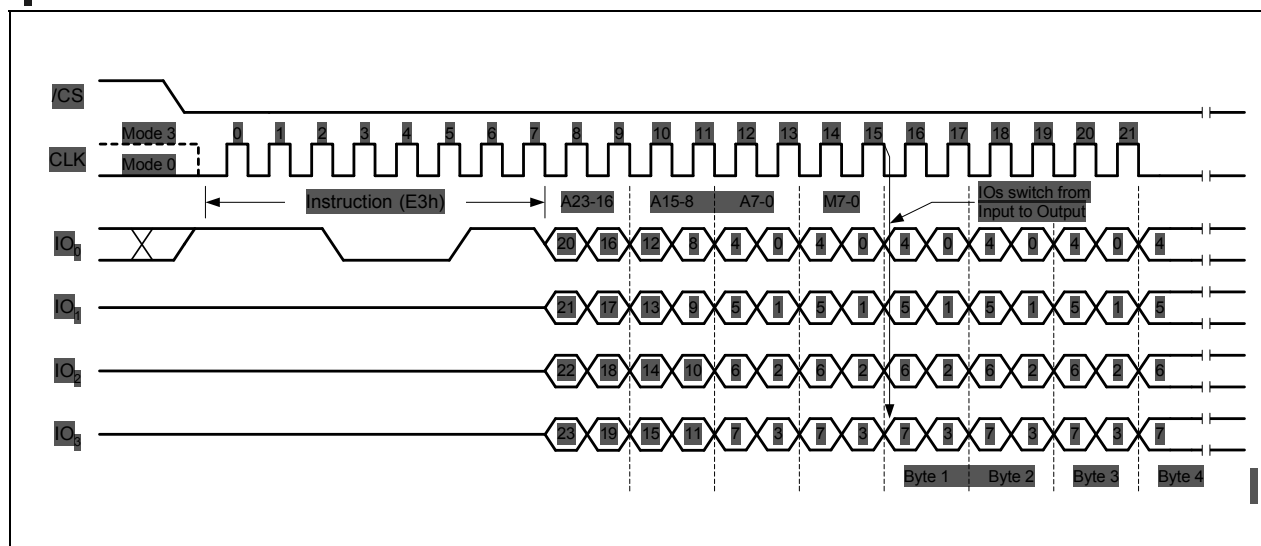 /CS
Mode 3 0 1 2 3 4 5 6 7 8 9 10 11 12 13 14 15 16 17 18 19 20 21
CLK
Mode 0
Instruction (E3h) A23-16 A15-8 A7-0 M7-0 IOs switch from
Input to Output
IO0 20 16 12 8 4 0 4 0 4 0 4 0 4 0 4
IO1 21 17 13 9 5 1 5 1 5 1 5 1 5 1 5
IO2 22 18 14 10 6 2 6 2 6 2 6 2 6 2 6
IO3 23 19 15 11 7 3 7 3 7 3 7 3 7 3 7
Byte 1 Byte 2 Byte 3 Byte 4